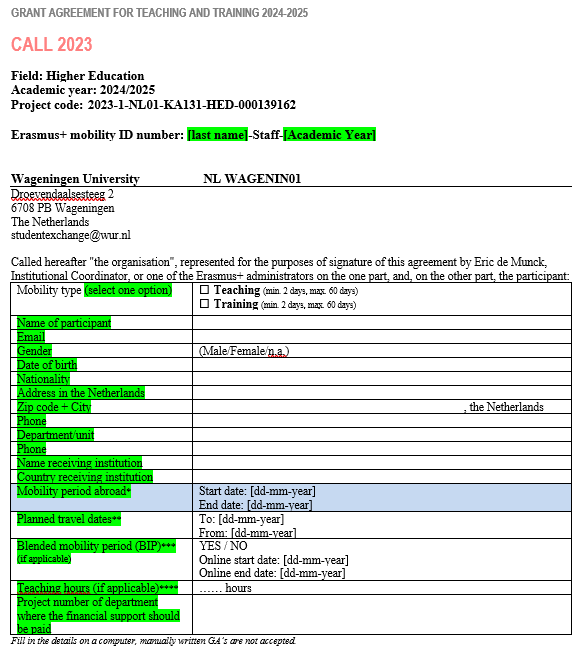 GRANT AGREEMENT FOR TEACHING AND TRAINING 2024-2025
CALL 2023
Field: Higher Education
Academic year: 2024/2025
Project code: 2023-1-NL01-KA131-HED-000139162
Erasmus+ mobility ID number: [last name]-Staff-[Academic Year]
Wageningen University NL WAGENIN01
Droevendaalsesteeg 2
6708 PB Wageningen
The Netherlands
studentexchange@wur.nl
Called hereafter "the organisation", represented for the purposes of signature of this agreement by Eric de Munck,
Institutional Coordinator, or one of the Erasmus+ administrators on the one part, and, on the other part, the participant:
Mobility type (select one option) ☐ Teaching (min. 2 days, max. 60 days)
☐ Training (min. 2 days, max. 60 days)
Name of participant
Email
Gender (Male/Female/n.a.)
Date of birth
Nationality
Address in the Netherlands
Zip code + City , the Netherlands
Phone
Department/unit
Phone
Name receiving institution
Country receiving institution
Mobility period abroad* Start date: [dd-mm-year]
End date: [dd-mm-year]
Planned travel dates** To: [dd-mm-year]
From: [dd-mm-year]
Blended mobility period (BIP)*** YES / NO
(if applicable) Online start date: [dd-mm-year]
Online end date: [dd-mm-year]
Teaching hours (if applicable)**** …… hours
Project number of department
where the financial support should
be paid
Fill in the details on a computer, manually written GA's are not accepted.